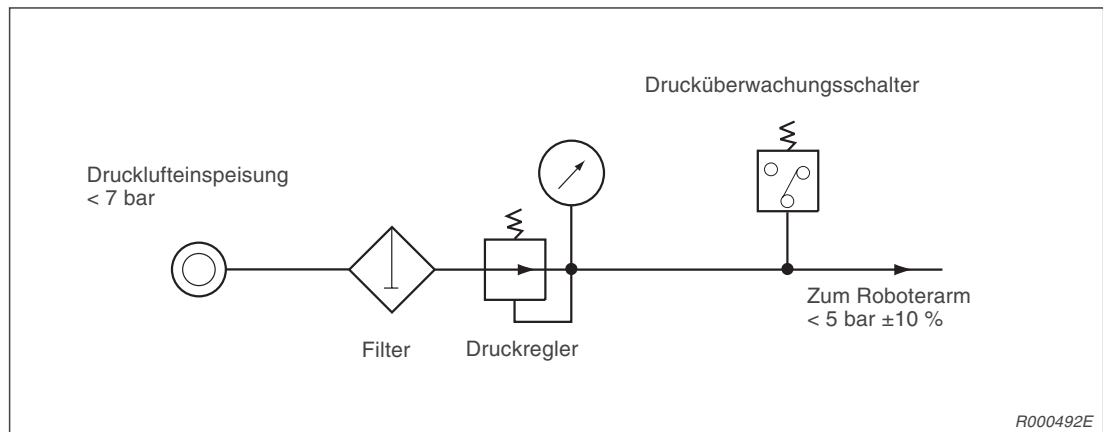 Drucküberwachungsschalter
Drucklufteinspeisung
< 7 bar
Zum Roboterarm
< 5 bar ±10 %
Filter
Druckregler
R000492E